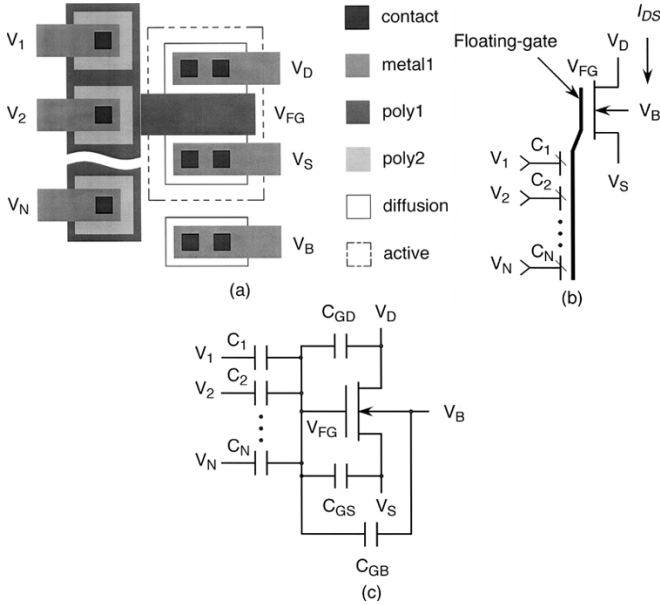 V1
V2
VN
VD
VFG
VS
VB
(a)
contact
metal1
poly1
poly2
diffusion
active
IDS
VD
Floating-gate
VFG
VB
C1
V1
VS
C2
V2
CN
VN
(b)
VD
CGD
C1
V1
C2
V2
VB
VFG
CN
VN
VS
CGS
CGB
(c)